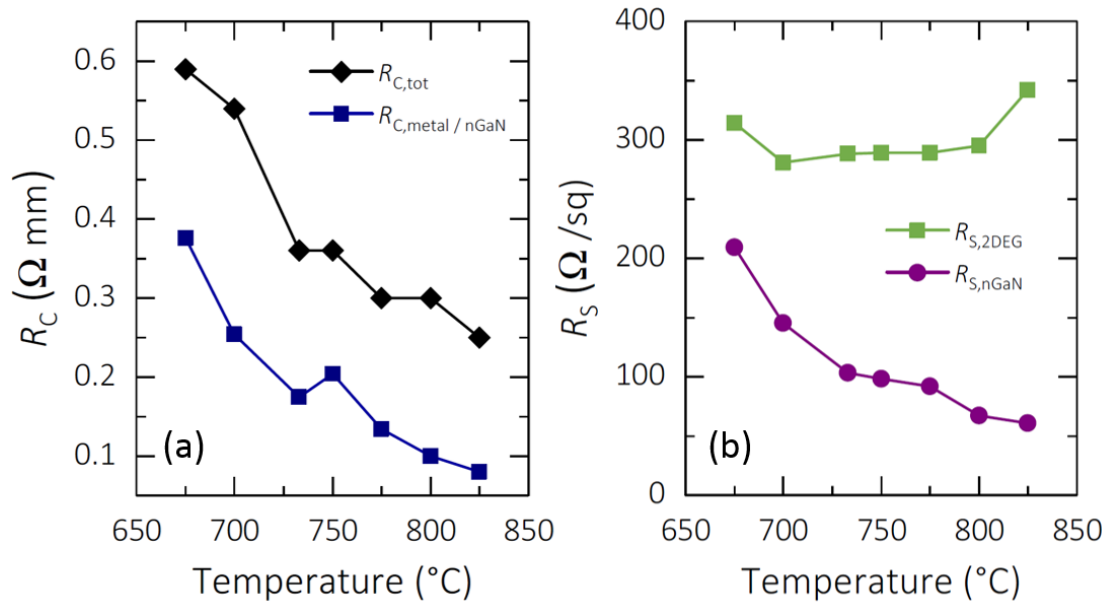 0.6
0.5
0.4
0.3
0.2
0.1
R_C (Ω mm)
R_C,tot
R_C,metal / nGaN
(a)
650 700 750 800 850
Temperature (°C)
400
300
200
100
0
R_S (Ω /sq)
R_S,2DEG
R_S,nGaN
(b)
650 700 750 800 850
Temperature (°C)